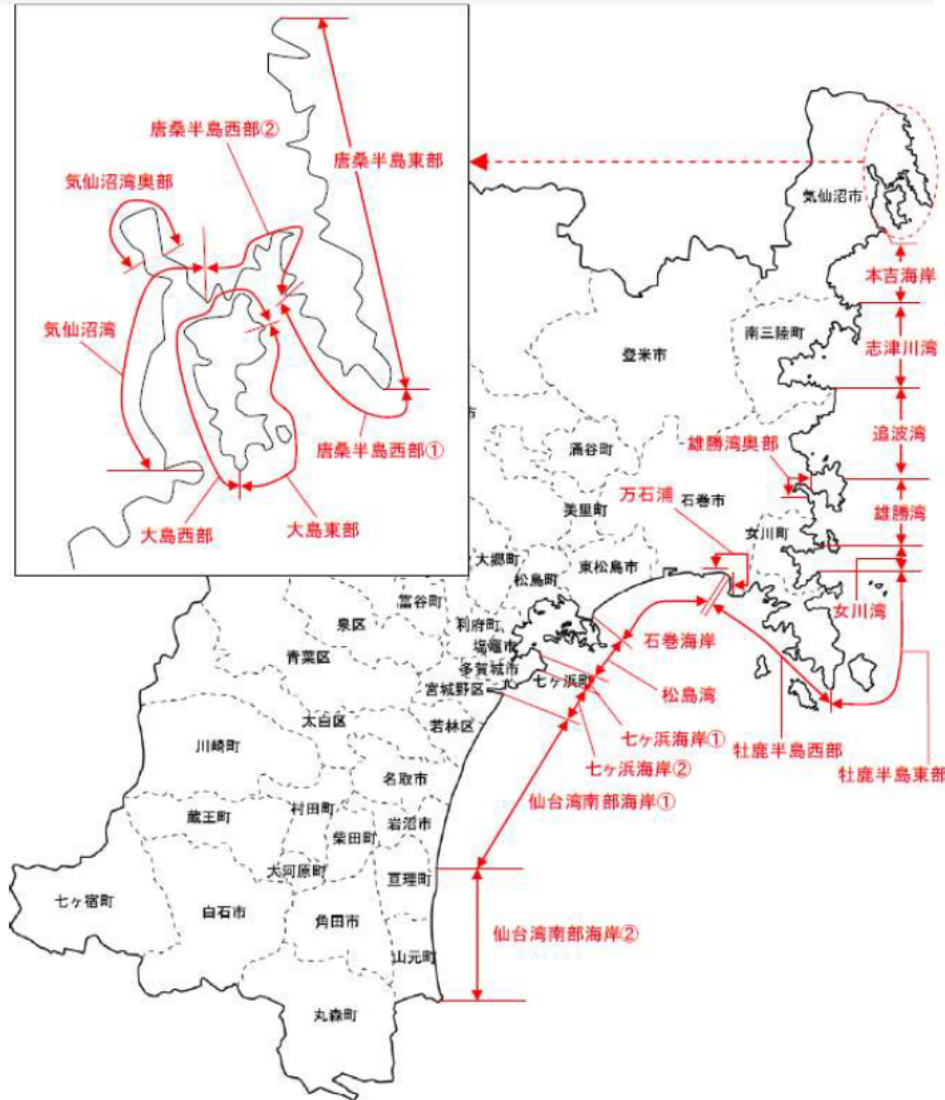 唐桑半島西部②
唐桑半島東部
気仙沼湾奥部
気仙沼湾
唐桑半島西部①
大島西部
大島東部
気仙沼市
本吉海岸
南三陸町
志津川湾
登米市
追波湾
雄勝湾奥部
涌谷町
万石浦
石巻市
雄勝湾
美里町
女川町
大郷町
東松島市
松島町
女川湾
富谷町
利府町
泉区
塩竈市
石巻海岸
青葉区
多賀城市
七ヶ浜町
宮城野区
松島湾
太白区
若林区
七ヶ浜海岸①
牡鹿半島西部
川崎町
七ヶ浜海岸②
牡鹿半島東部
名取市
仙台湾南部海岸①
村田町
蔵王町
岩沼市
柴田町
大河原町
亘理町
七ヶ宿町
白石市
角田市
仙台湾南部海岸②
山元町
丸森町